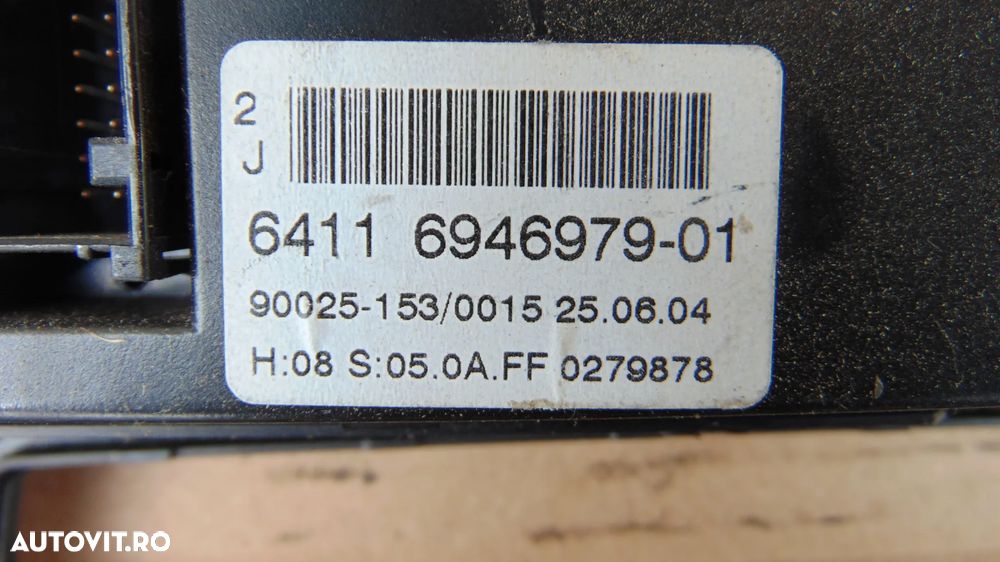 2
J
6411 6946979-01
90025-153/0015 25.06.04
H:08 S:05.0A.FF 0279878
AUTOVIT.RO